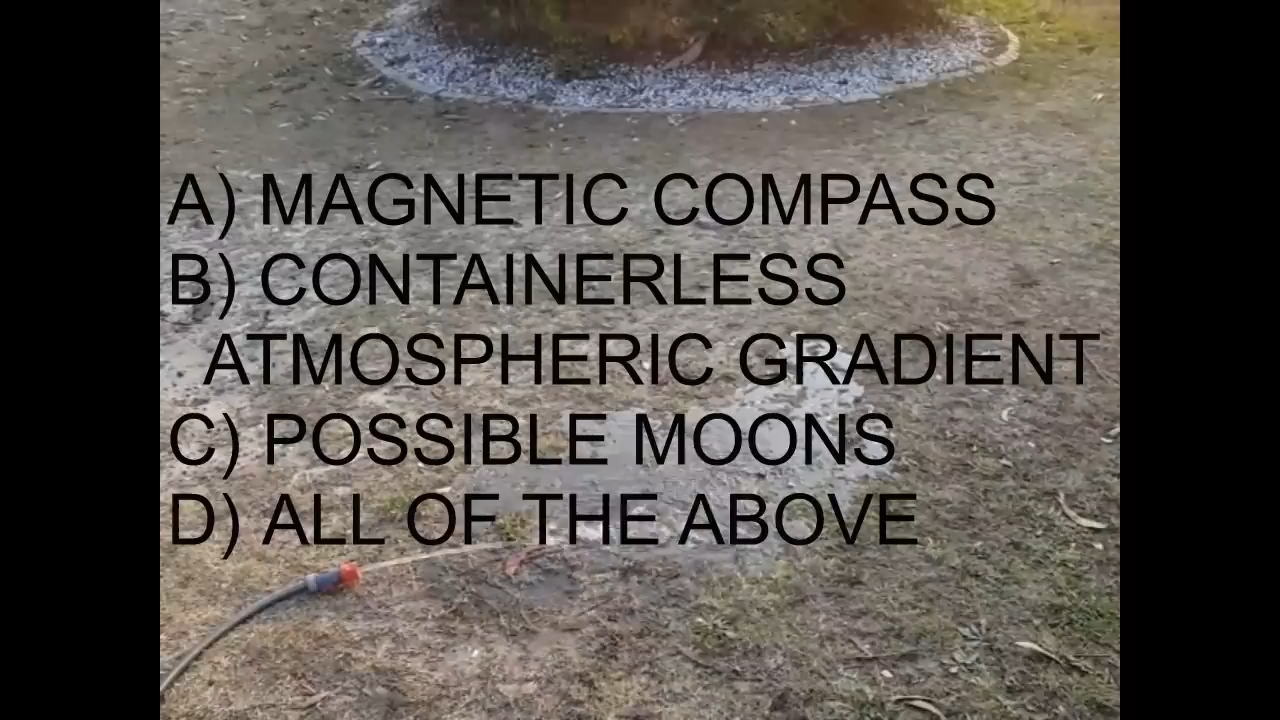 A) MAGNETIC COMPASS
B) CONTAINERLESS
ATMOSPHERIC GRADIENT
C) POSSIBLE MOONS
D) ALL OF THE ABOVE